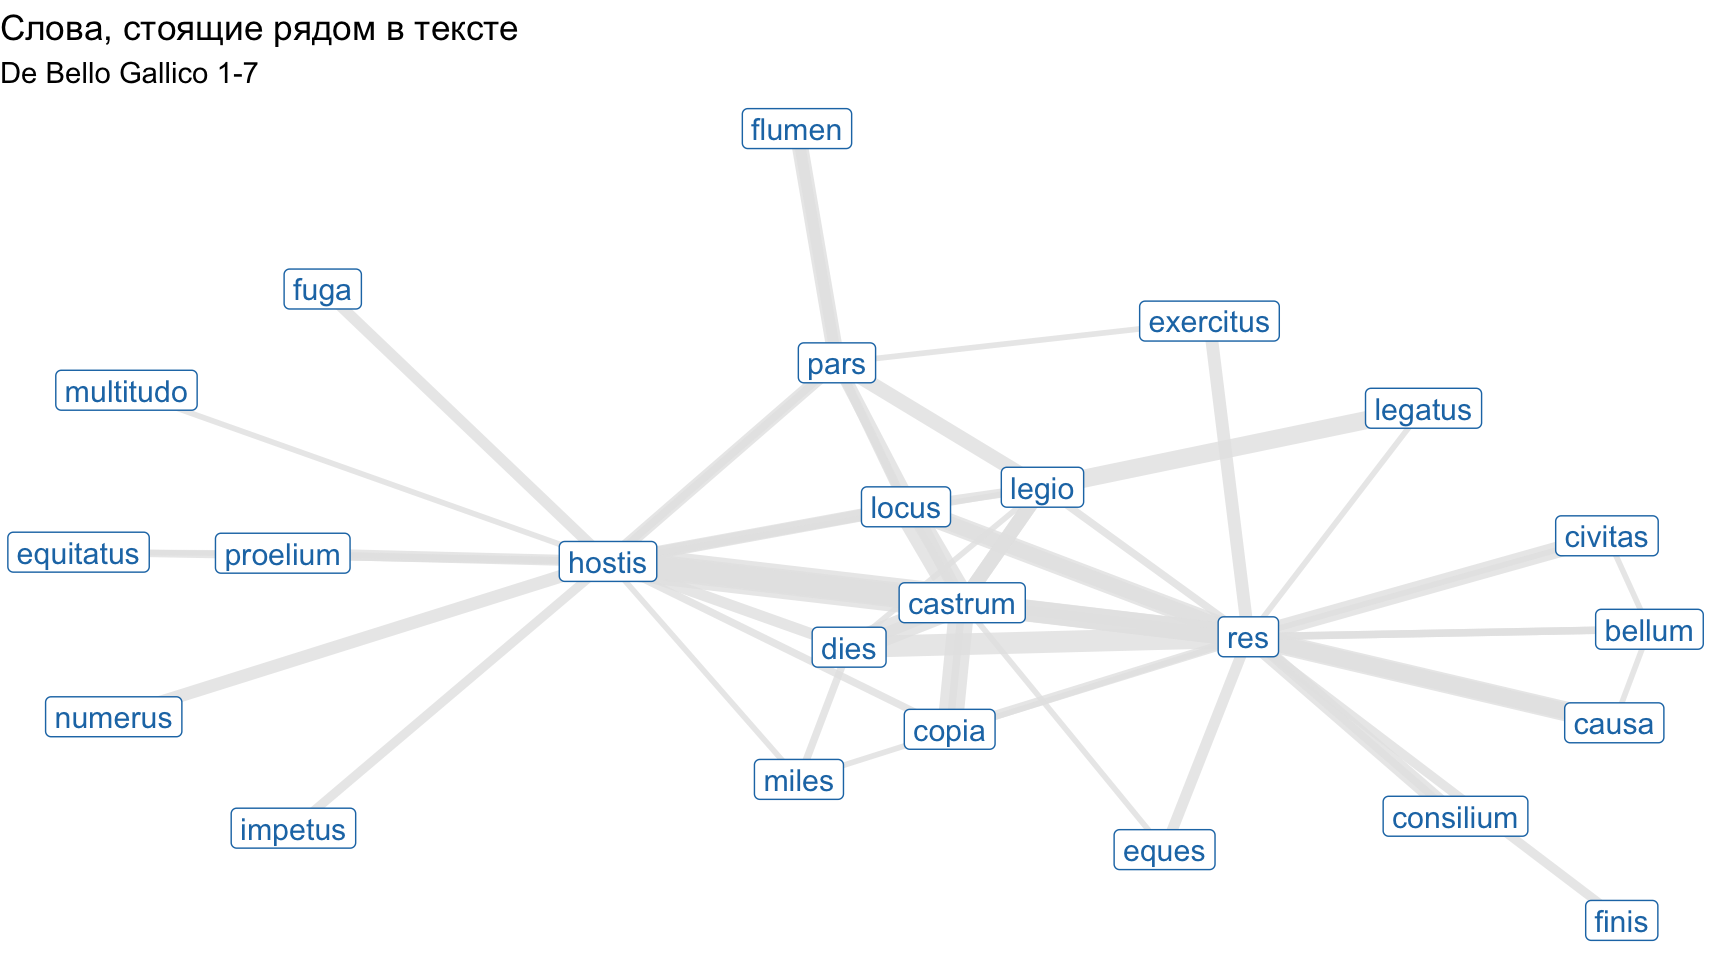 Слова, стоящие рядом в тексте
De Bello Gallico 1-7
flumen
fuga
exercitus
pars
multitudo
legatus
legio
locus
civitas
equitatus
proelium
hostis
castrum
bellum
res
dies
numerus
causa
copia
miles
consilium
impetus
eques
finis